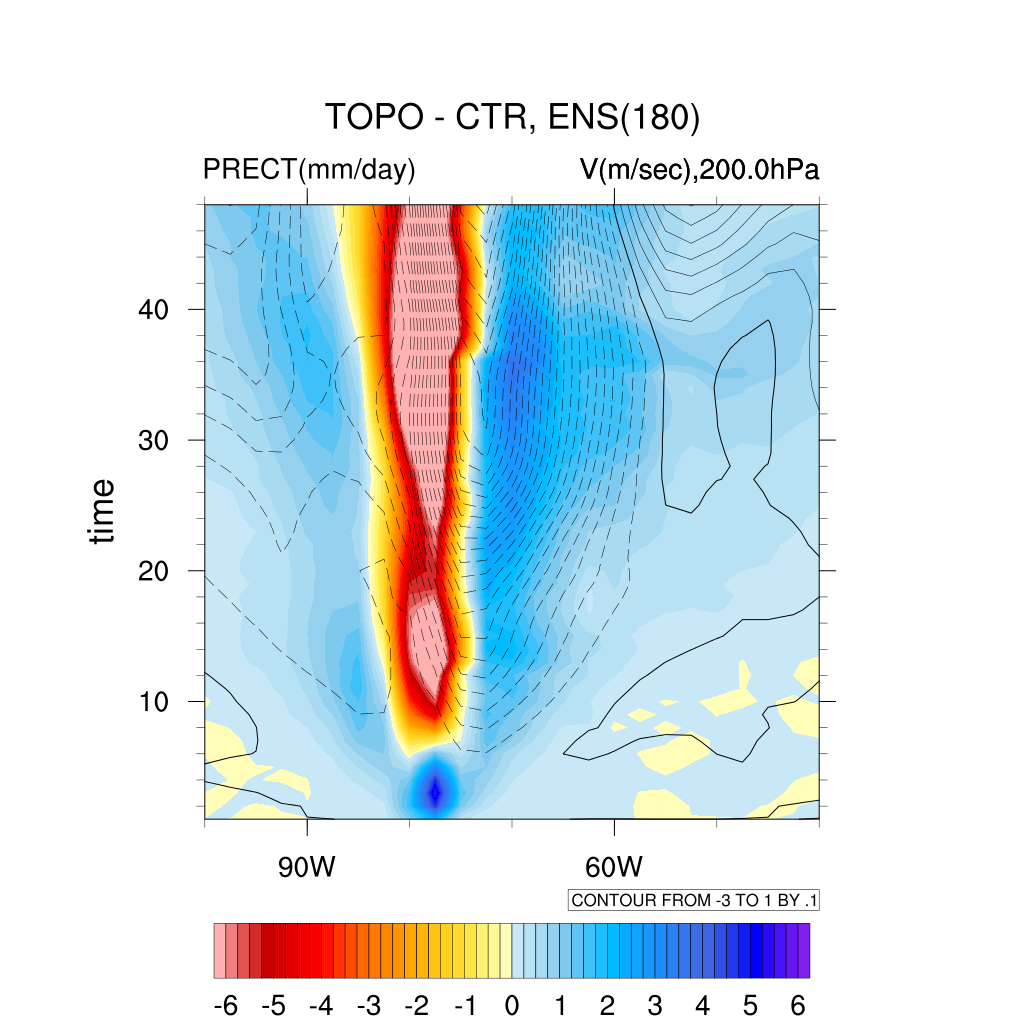 TOPO - CTR, ENS(180)
PRECT(mm/day) V(m/sec),200.0hPa
40
30
time
20
10
90W 60W
CONTOUR FROM -3 TO 1 BY .1
-6 -5 -4 -3 -2 -1 0 1 2 3 4 5 6